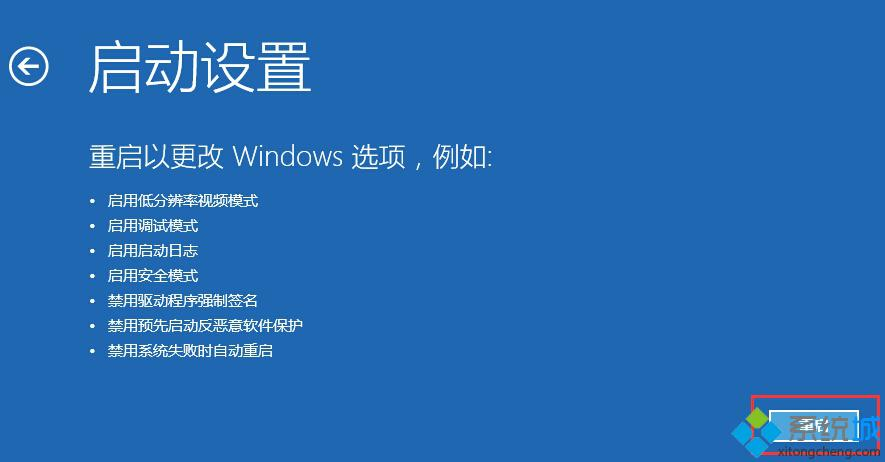 启动设置
重启以更改 Windows 选项，例如:
• 启用低分辨率视频模式
• 启用调试模式
• 启用启动日志
• 启用安全模式
• 禁用驱动程序强制签名
• 禁用预先启动反恶意软件保护
• 禁用系统失败时自动重启
重启
系统城
xitongcheng.com